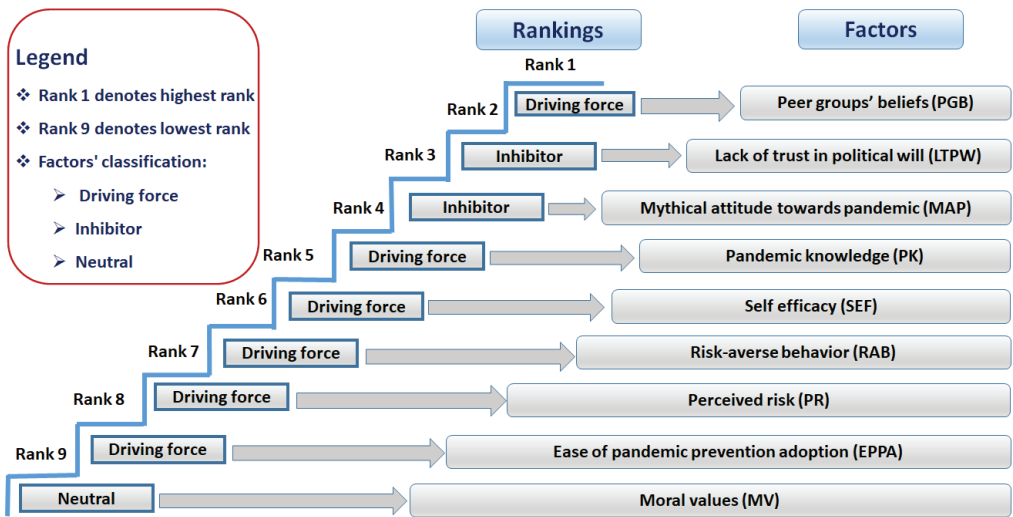 Rankings
Factors
Legend
Rank 1 denotes highest rank
Rank 9 denotes lowest rank
Factors' classification:
Driving force
Inhibitor
Neutral
Rank 1
Driving force
Peer groups' beliefs (PGB)
Rank 2
Inhibitor
Lack of trust in political will (LTPW)
Rank 3
Inhibitor
Mythical attitude towards pandemic (MAP)
Rank 4
Driving force
Pandemic knowledge (PK)
Rank 5
Driving force
Self efficacy (SEF)
Rank 6
Driving force
Risk-averse behavior (RAB)
Rank 7
Driving force
Perceived risk (PR)
Rank 8
Driving force
Ease of pandemic prevention adoption (EPPA)
Rank 9
Neutral
Moral values (MV)